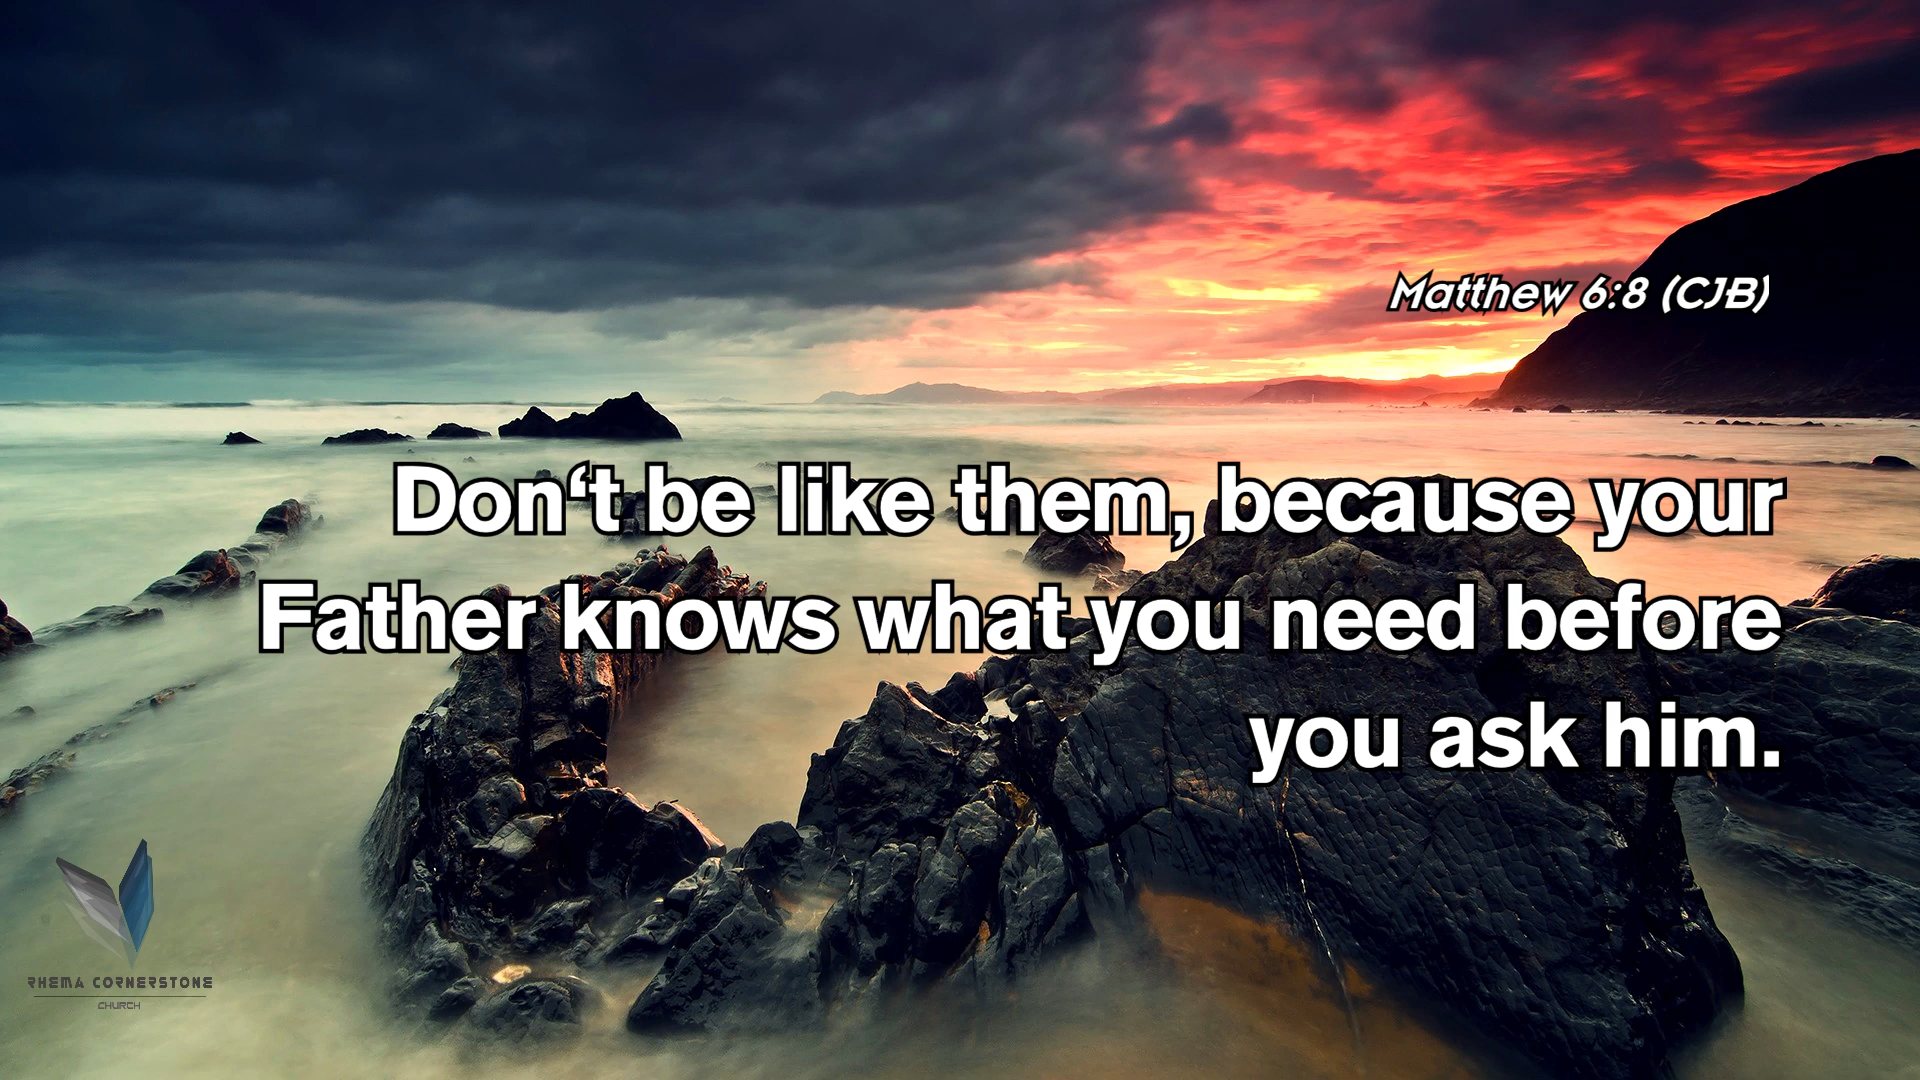 Matthew 6:8 (CJB)
Don‘t be like them, because your
Father knows what you need before
you ask him.
RHEMA CORNERSTONE
CHURCH